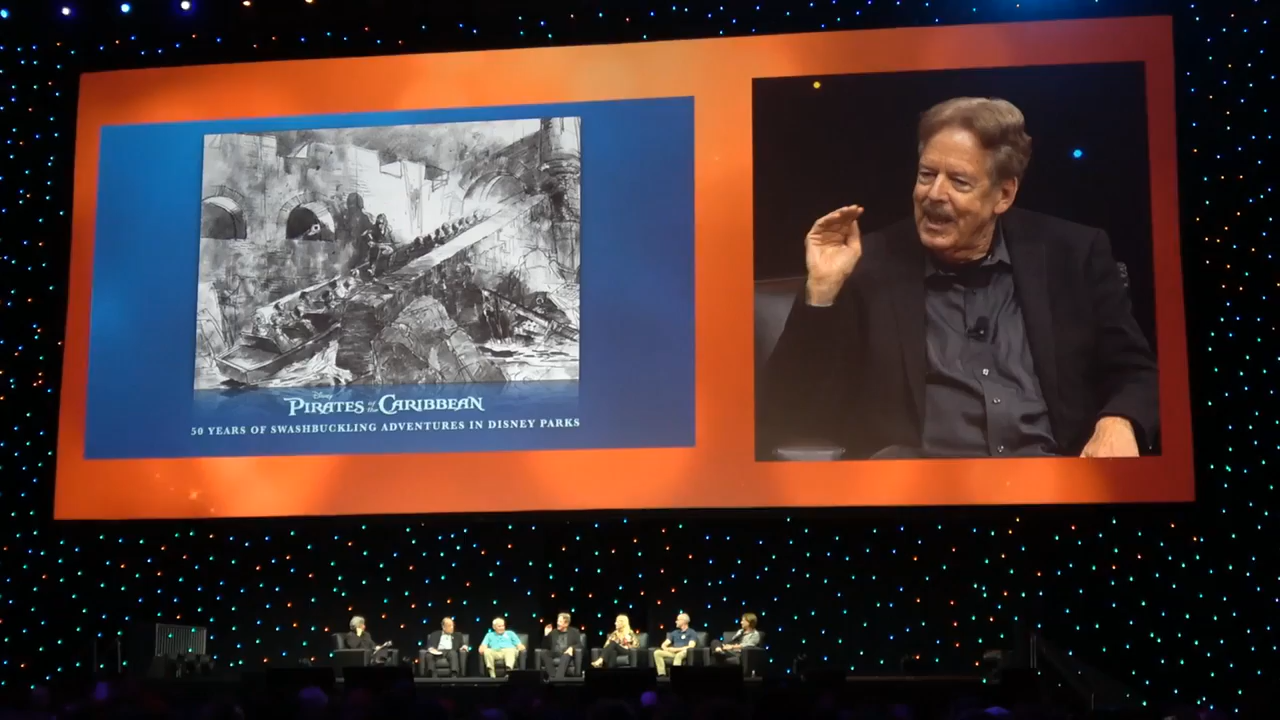 Disney
PIRATES of the CARIBBEAN
50 YEARS OF SWASHBUCKLING ADVENTURES IN DISNEY PARKS